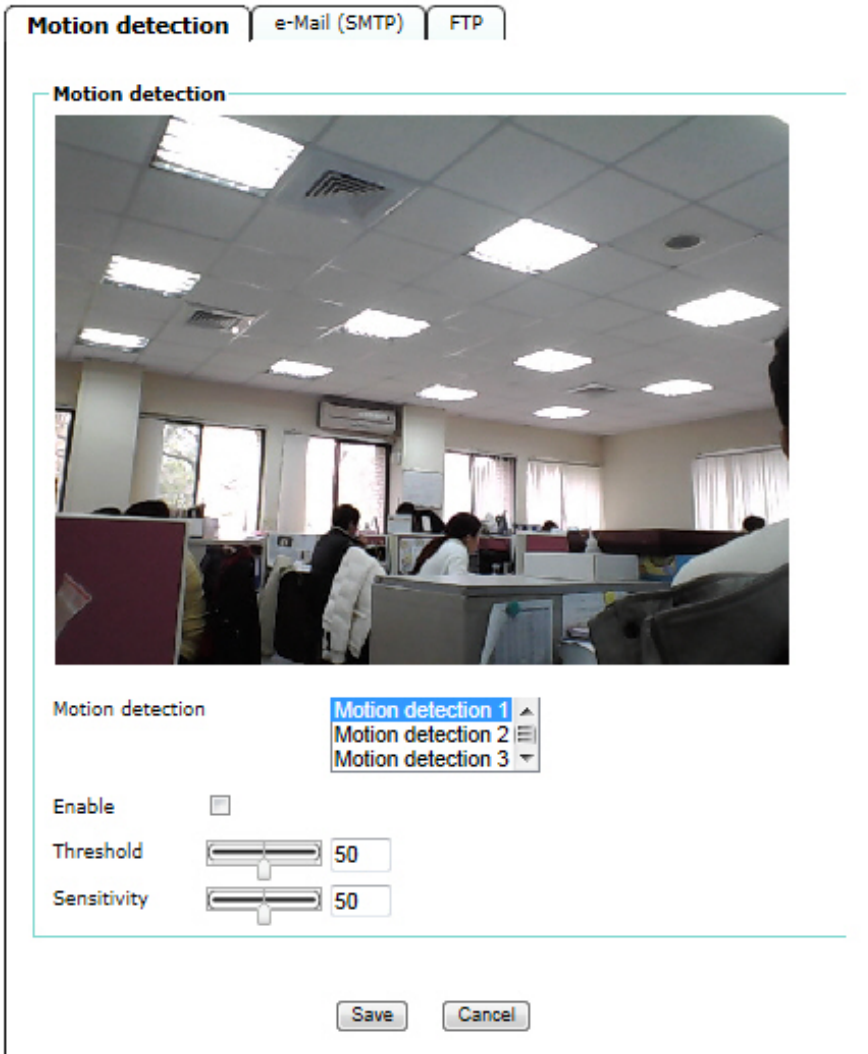 Motion detection e-Mail (SMTP) FTP
Motion detection
Motion detection Motion detection 1
Motion detection 2
Motion detection 3
Enable
Threshold 50
Sensitivity 50
Save Cancel